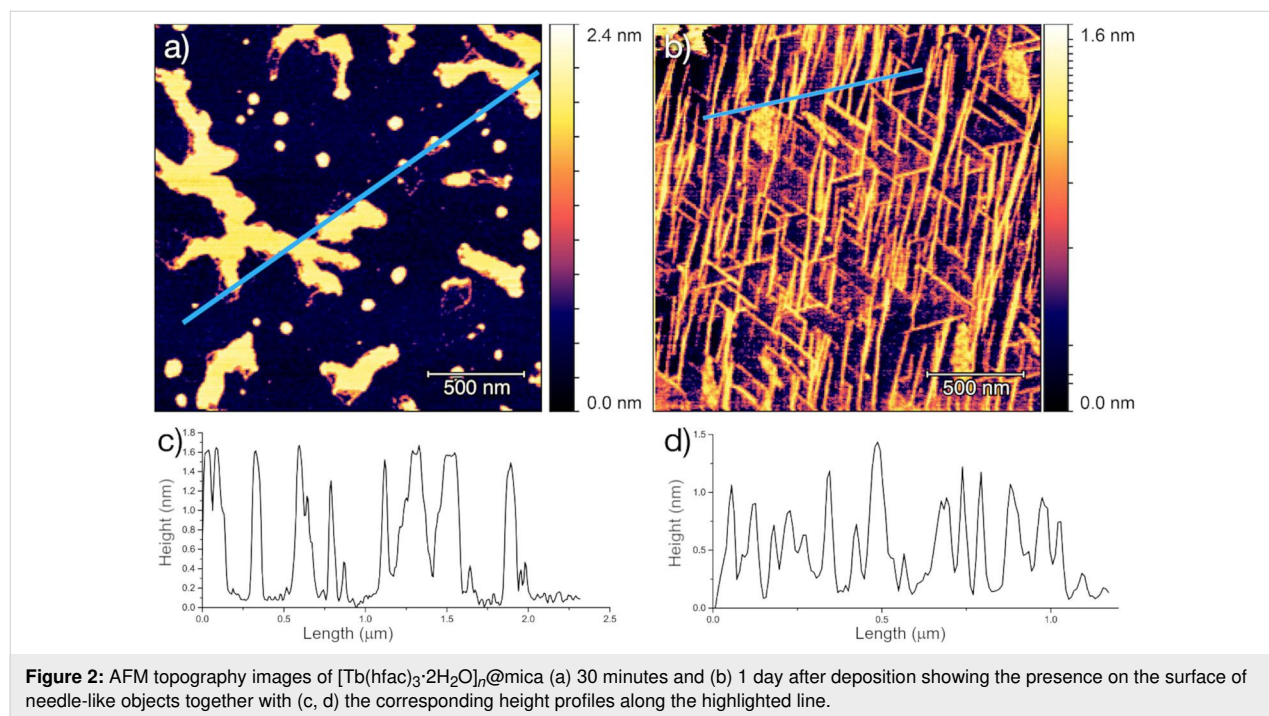 a)
2.4 nm
500 nm
0.0 nm
b)
1.6 nm
500 nm
0.0 nm
c)
1.8
1.6
1.4
1.2
1.0
0.8
0.6
0.4
0.2
0.0
Height (nm)
0.0 0.5 1.0 1.5 2.0 2.5
Length (μm)
d)
1.5
1.0
0.5
0.0
Height (nm)
0.0 0.5 1.0
Length (μm)
Figure 2: AFM topography images of [Tb(hfac)₃·2H₂O]ₙ@mica (a) 30 minutes and (b) 1 day after deposition showing the presence on the surface of
needle-like objects together with (c, d) the corresponding height profiles along the highlighted line.